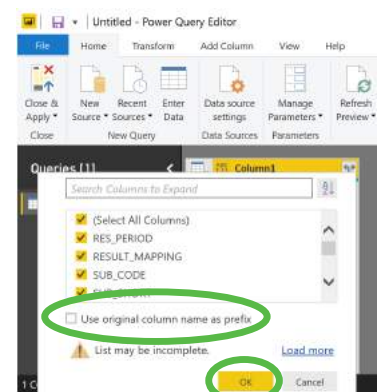 Untitled - Power Query Editor
File Home Transform Add Column View Help
Close & Apply
New Source
Recent Sources
Enter Data
Data source settings
Manage Parameters
Refresh Preview
Close New Query Data Sources Parameters
Queries [1]
Column1
Search Columns to Expand
(Select All Columns)
RES_PERIOD
RESULT_MAPPING
SUB_CODE
Use original column name as prefix
List may be incomplete. Load more
OK Cancel